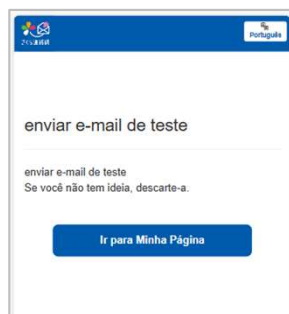 Português
enviar e-mail de teste
enviar e-mail de teste
Se você não tem ideia, descarte-a.
Ir para Minha Página